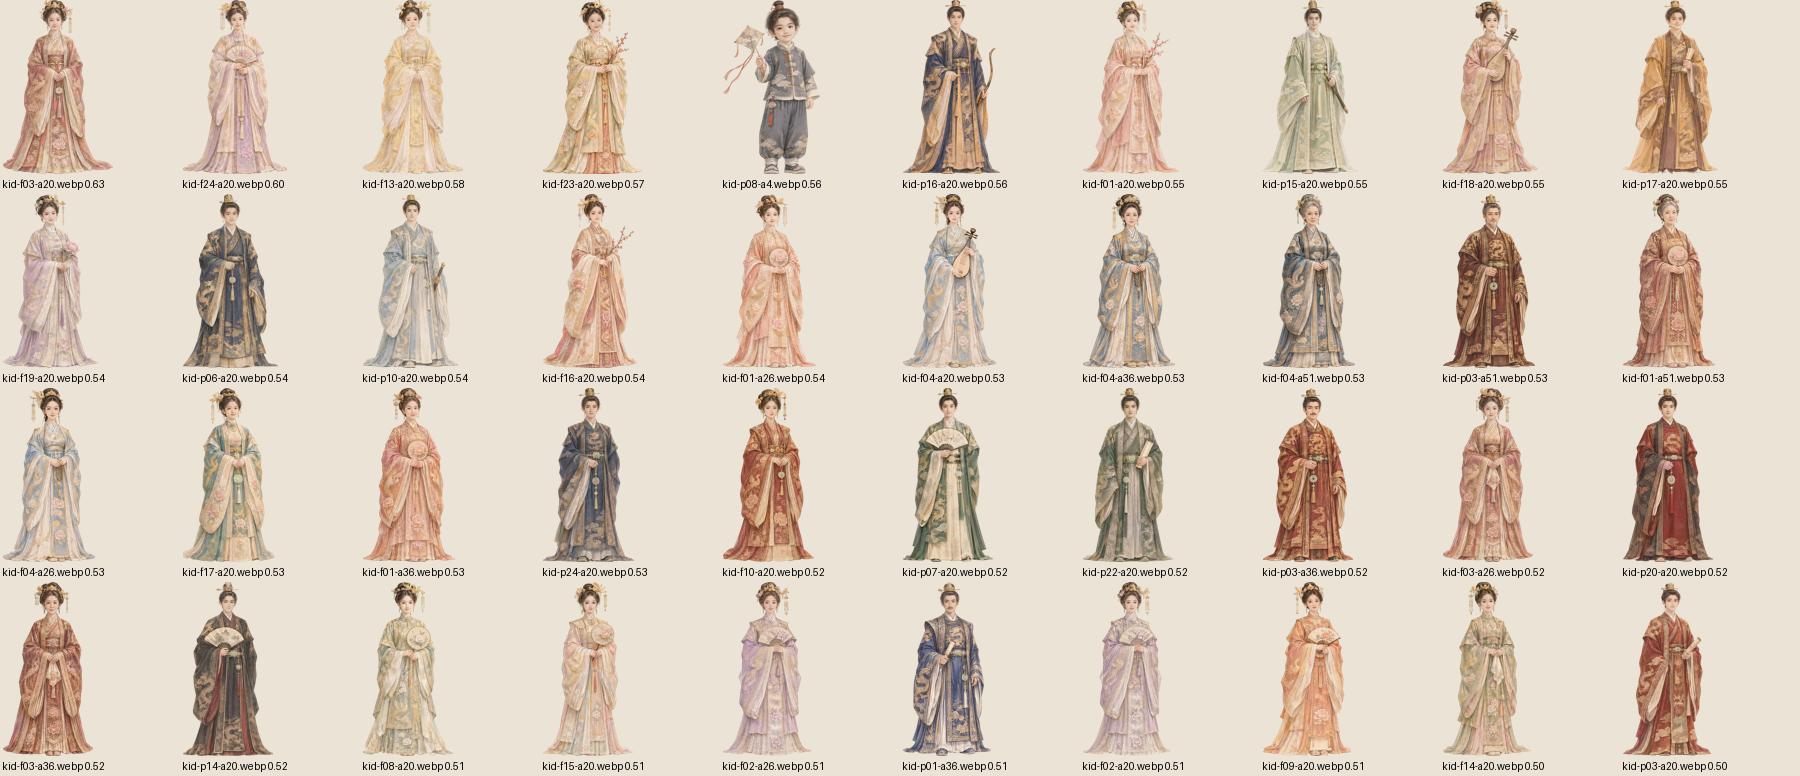 kid-f03-a20.webp0.63
kid-f24-a20.webp0.60
kid-f13-a20.webp0.58
kid-f23-a20.webp0.57
kid-p08-a4.webp0.56
kid-p16-a20.webp0.56
kid-f01-a20.webp0.55
kid-p15-a20.webp0.55
kid-f18-a20.webp0.55
kid-p17-a20.webp0.55
kid-f19-a20.webp0.54
kid-p06-a20.webp0.54
kid-p10-a20.webp0.54
kid-f16-a20.webp0.54
kid-f01-a26.webp0.54
kid-f04-a20.webp0.53
kid-f04-a36.webp0.53
kid-f04-a51.webp0.53
kid-p03-a51.webp0.53
kid-f01-a51.webp0.53
kid-f04-a26.webp0.53
kid-f17-a20.webp0.53
kid-f01-a36.webp0.53
kid-p24-a20.webp0.53
kid-f10-a20.webp0.52
kid-p07-a20.webp0.52
kid-p22-a20.webp0.52
kid-p03-a36.webp0.52
kid-f03-a26.webp0.52
kid-p20-a20.webp0.52
kid-f03-a36.webp0.52
kid-p14-a20.webp0.52
kid-f08-a20.webp0.51
kid-f15-a20.webp0.51
kid-f02-a26.webp0.51
kid-p01-a36.webp0.51
kid-f02-a20.webp0.51
kid-f09-a20.webp0.51
kid-f14-a20.webp0.50
kid-p03-a20.webp0.50